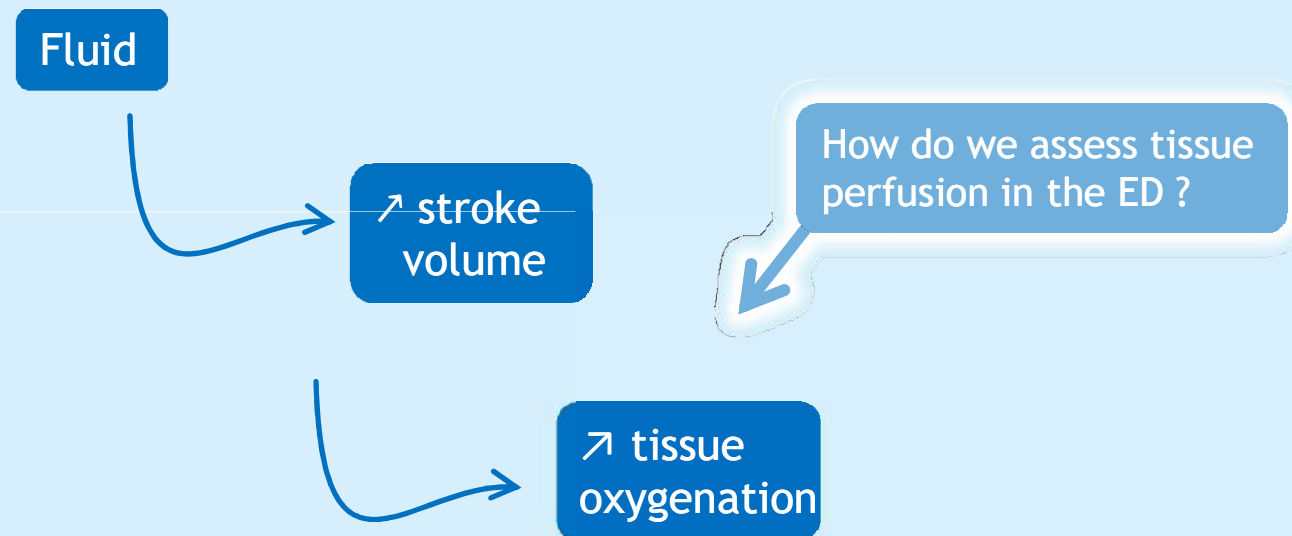 Fluid
↗ stroke
volume
How do we assess tissue
perfusion in the ED ?
↗ tissue
oxygenation